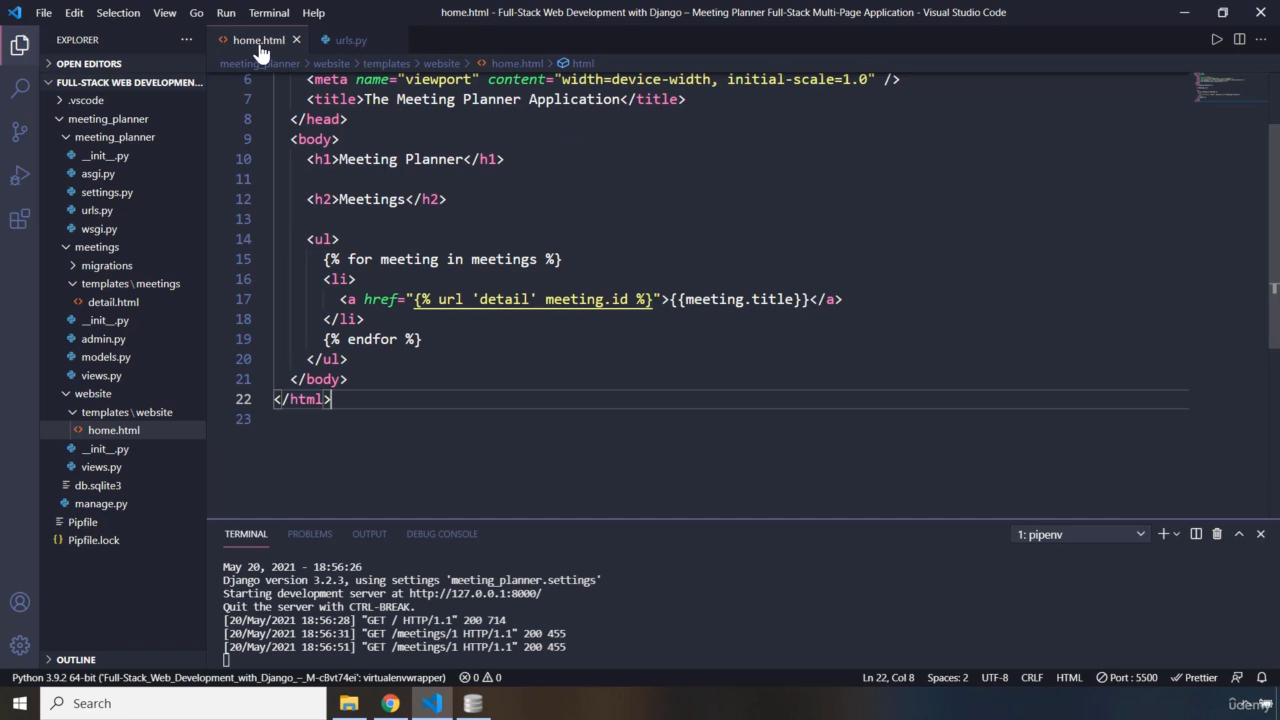 File Edit Selection View Go Run Terminal Help
home.html - Full-Stack Web Development with Django – Meeting Planner Full-Stack Multi-Page Application - Visual Studio Code
EXPLORER
home.html
urls.py
OPEN EDITORS
meeting_planner > website > templates > website > home.html > html
FULL-STACK WEB DEVELOPMEN...
.vscode
meeting_planner
meeting_planner
__init__.py
asgi.py
settings.py
urls.py
wsgi.py
meetings
migrations
templates \ meetings
detail.html
__init__.py
admin.py
models.py
views.py
website
templates \ website
home.html
__init__.py
views.py
db.sqlite3
manage.py
Pipfile
Pipfile.lock
OUTLINE
6 <meta name="viewport" content="width=device-width, initial-scale=1.0" />
7 <title>The Meeting Planner Application</title>
8 </head>
9 <body>
10 <h1>Meeting Planner</h1>
11
12 <h2>Meetings</h2>
13
14 <ul>
15 {% for meeting in meetings %}
16 <li>
17 <a href="{% url 'detail' meeting.id %}">{{meeting.title}}</a>
18 </li>
19 {% endfor %}
20 </ul>
21 </body>
22 </html>
23
TERMINAL PROBLEMS OUTPUT DEBUG CONSOLE
1: pipenv
May 20, 2021 - 18:56:26
Django version 3.2.3, using settings 'meeting_planner.settings'
Starting development server at http://127.0.0.1:8000/
Quit the server with CTRL-BREAK.
[20/May/2021 18:56:28] "GET / HTTP/1.1" 200 714
[20/May/2021 18:56:31] "GET /meetings/1 HTTP/1.1" 200 455
[20/May/2021 18:56:51] "GET /meetings/1 HTTP/1.1" 200 455
Python 3.9.2 64-bit ('Full-Stack_Web_Development_with_Django_–_M-cBvt74ei': virtualenvwrapper) 0 0
Ln 22, Col 8 Spaces: 2 UTF-8 CRLF HTML Port : 5500 Prettier
Search
udemy